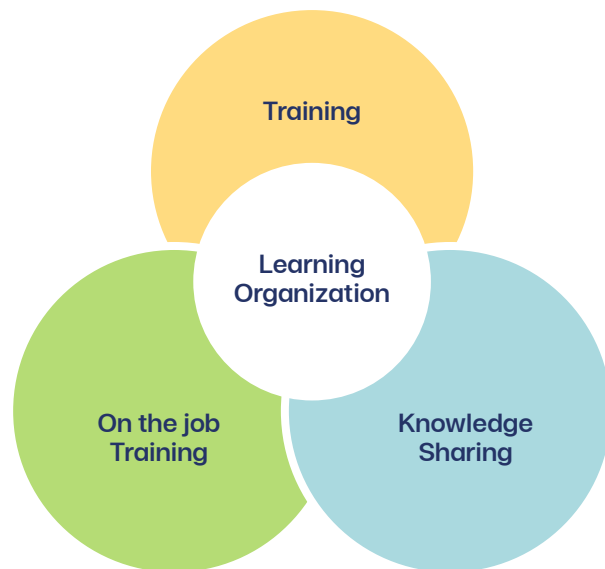 Training
Learning
Organization
On the job
Training
Knowledge
Sharing